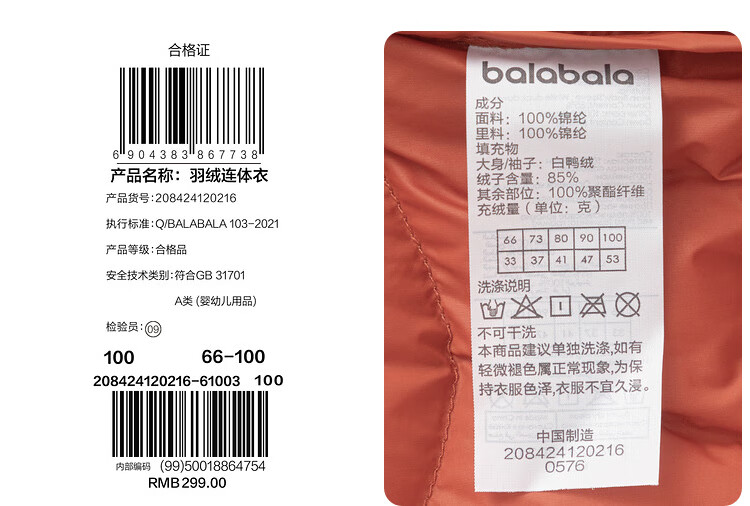 合格证
6 904383 867738
产品名称：羽绒连体衣
产品货号:208424120216
执行标准:Q/BALABALA 103-2021
产品等级:合格品
安全技术类别:符合GB 31701
A类 (婴幼儿用品)
检验员:09
100 66-100
208424120216-61003 100
内部编码 (99)50018864754
RMB299.00
balabala
成分
面料：100%锦纶
里料：100%锦纶
填充物
大身/袖子：白鸭绒
绒子含量：85%
其余部位：100%聚酯纤维
充绒量（单位：克）
66 73 80 90 100
33 37 41 47 53
洗涤说明
不可干洗
本商品建议单独洗涤,如有
轻微褪色属正常现象,为保
持衣服色泽,衣服不宜久浸。
中国制造
208424120216
0576